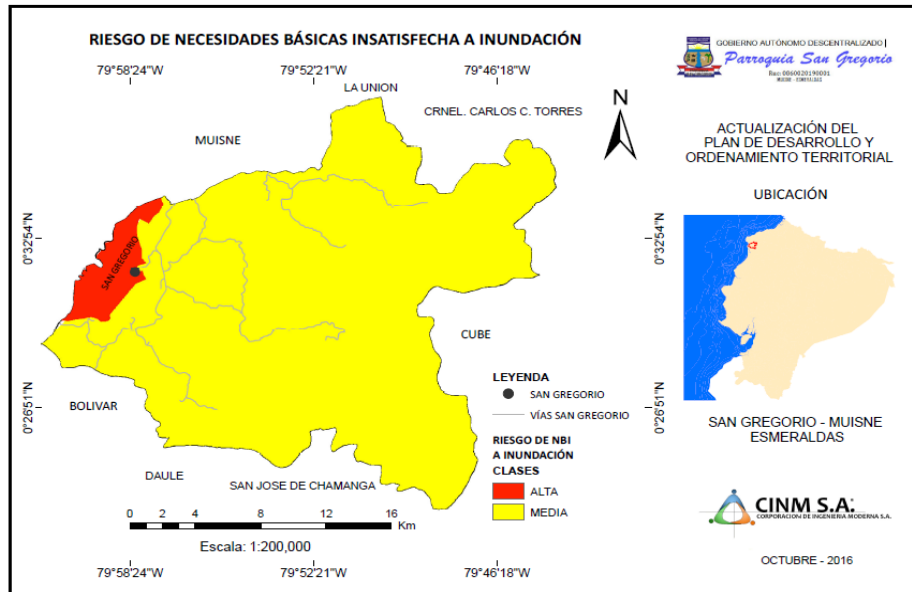 RIESGO DE NECESIDADES BÁSICAS INSATISFECHA A INUNDACIÓN
79°58'24"W
79°52'21"W
79°46'18"W
LA UNION
CRNEL. CARLOS C. TORRES
MUISNE
N
0°32'54"N
0°32'54"N
SAN GREGORIO
CUBE
0°26'51"N
0°26'51"N
BOLIVAR
DAULE
SAN JOSE DE CHAMANGA
LEYENDA
SAN GREGORIO
VÍAS SAN GREGORIO
RIESGO DE NBI
A INUNDACIÓN
CLASES
ALTA
MEDIA
0 2 4 8 12 16
Km
Escala: 1:200,000
79°58'24"W
79°52'21"W
79°46'18"W
GOBIERNO AUTÓNOMO DESCENTRALIZADO
Parroquia San Gregorio
ACTUALIZACIÓN DEL
PLAN DE DESARROLLO Y
ORDENAMIENTO TERRITORIAL
UBICACIÓN
SAN GREGORIO - MUISNE
ESMERALDAS
CINM S.A.
CORPORACION DE INGENIERIA MODERNA S.A.
OCTUBRE - 2016